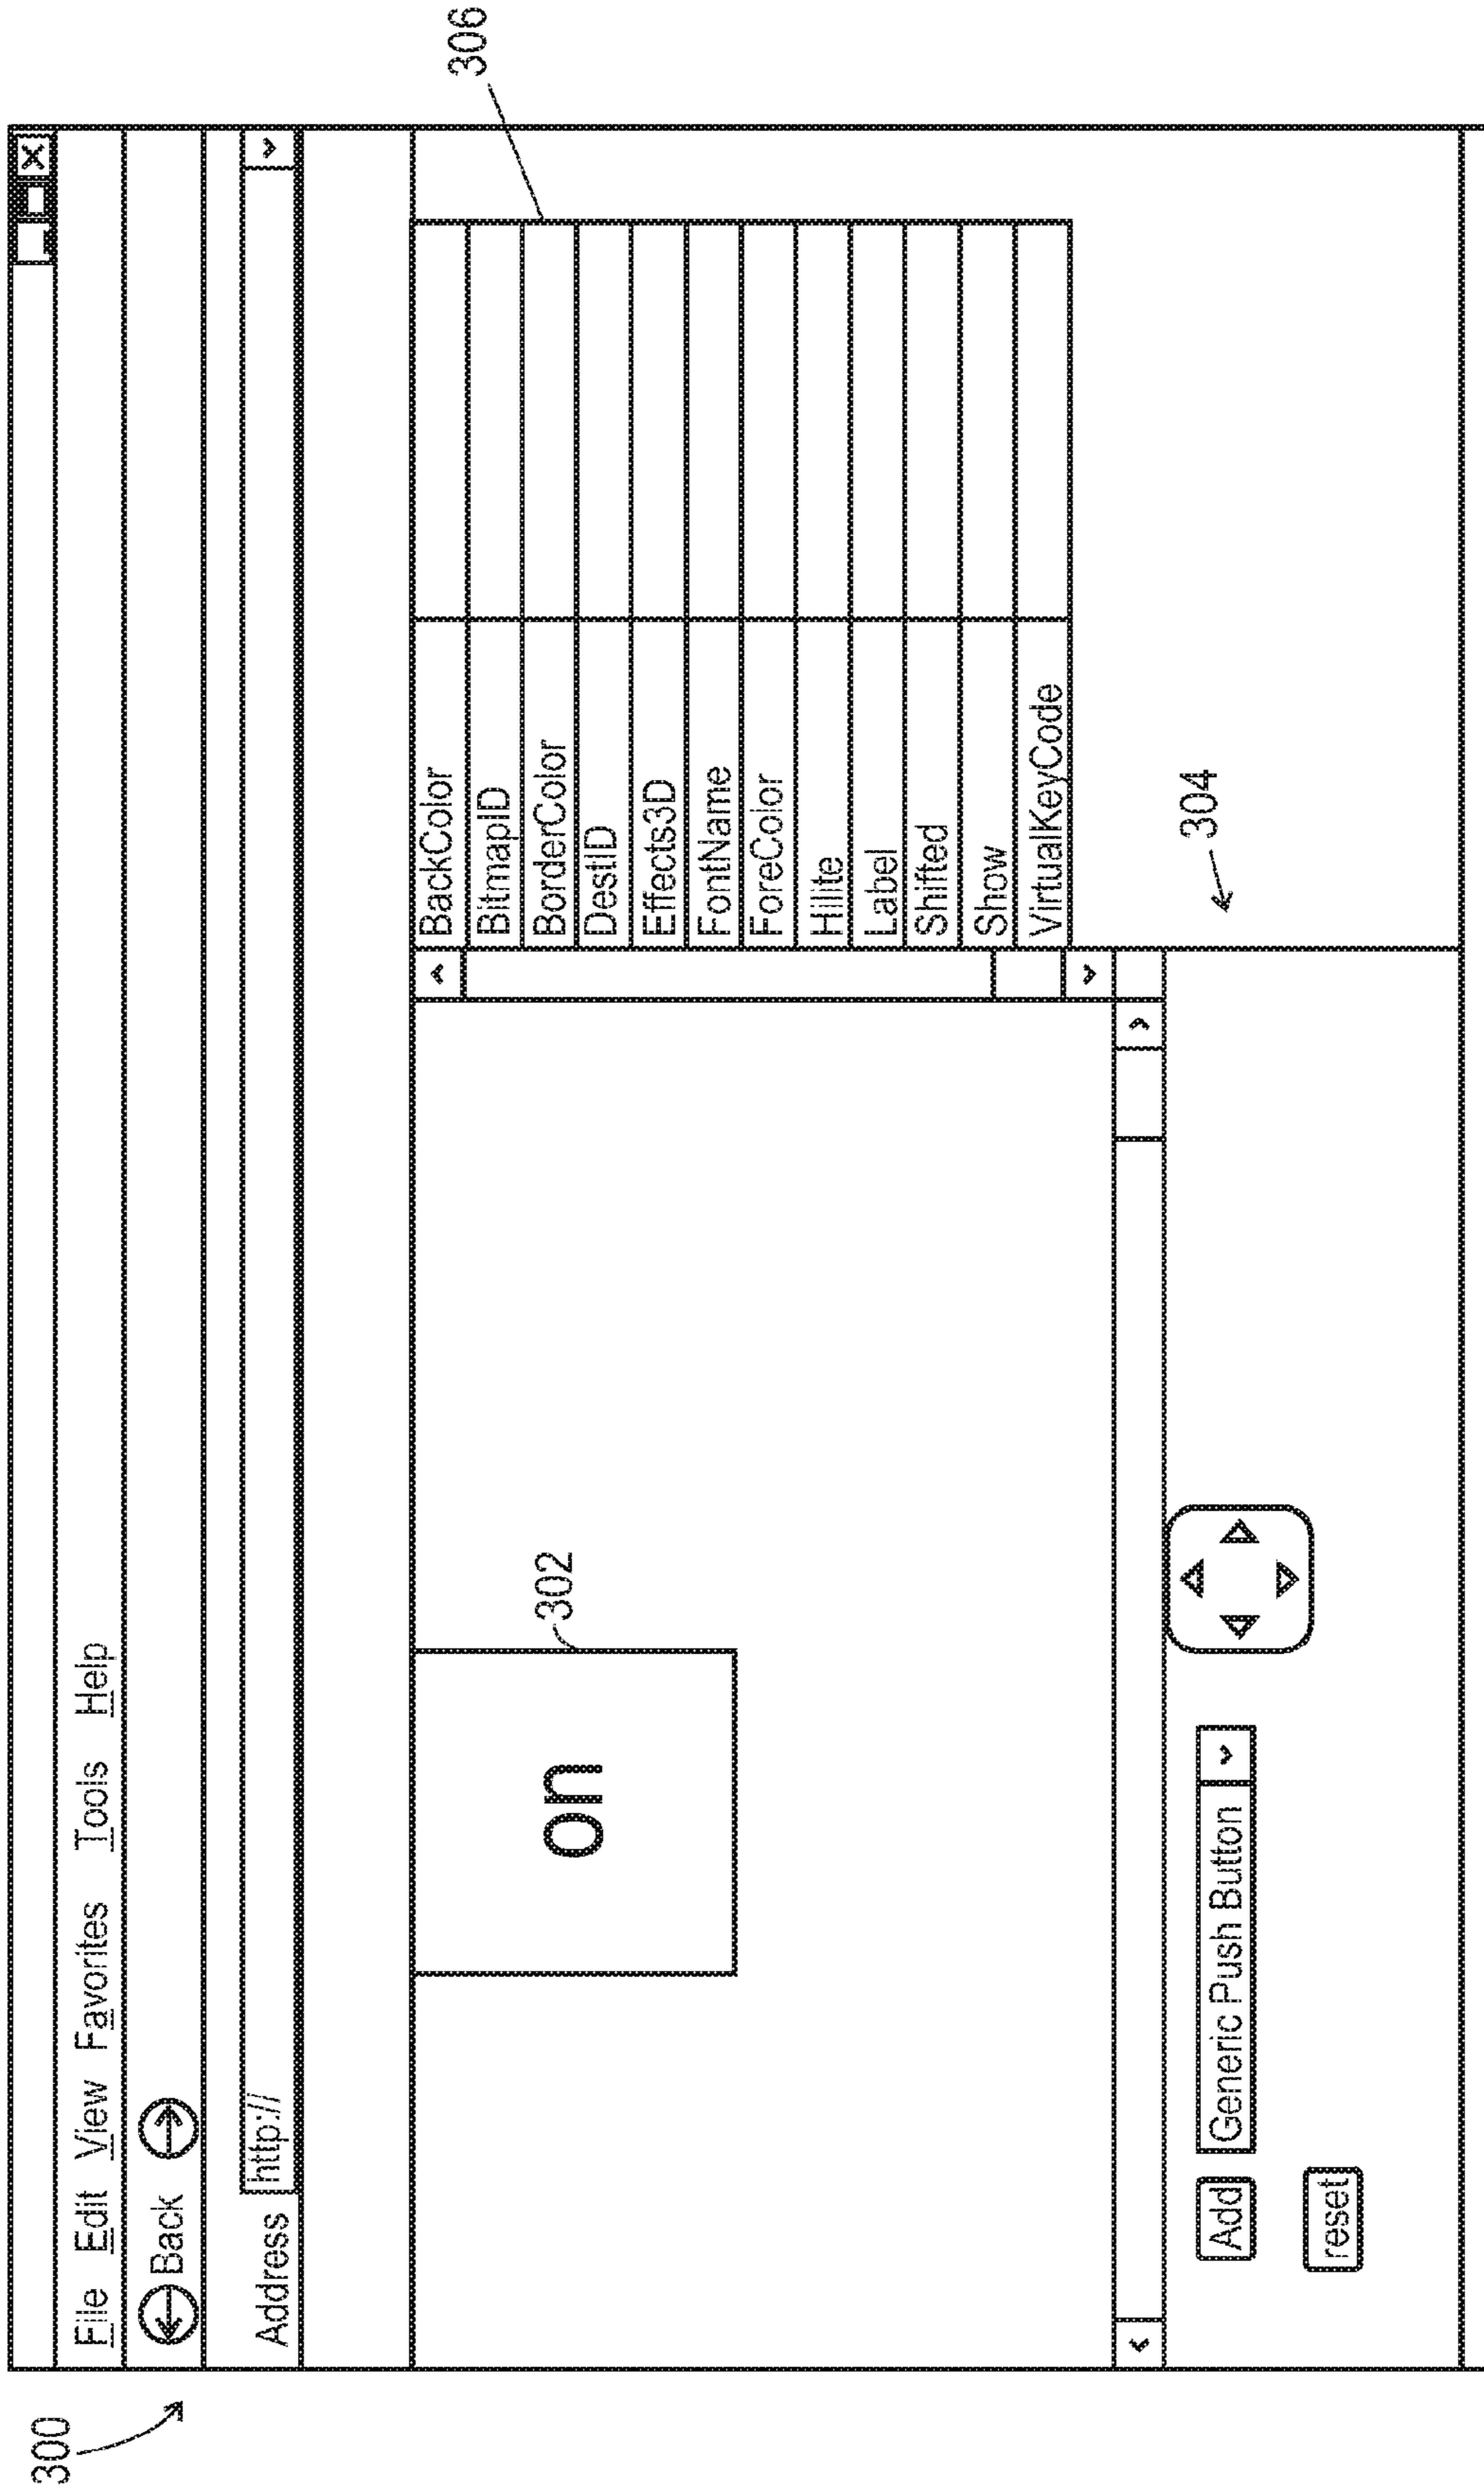 300
File Edit View Favorites Tools Help
Back
Address http://
306
BackColor
BitmapID
BorderColor
DestID
Effects3D
FontName
ForeColor
Hilite
Label
Shifted
Show
VirtualKeyCode
302
on
304
Add Generic Push Button
reset